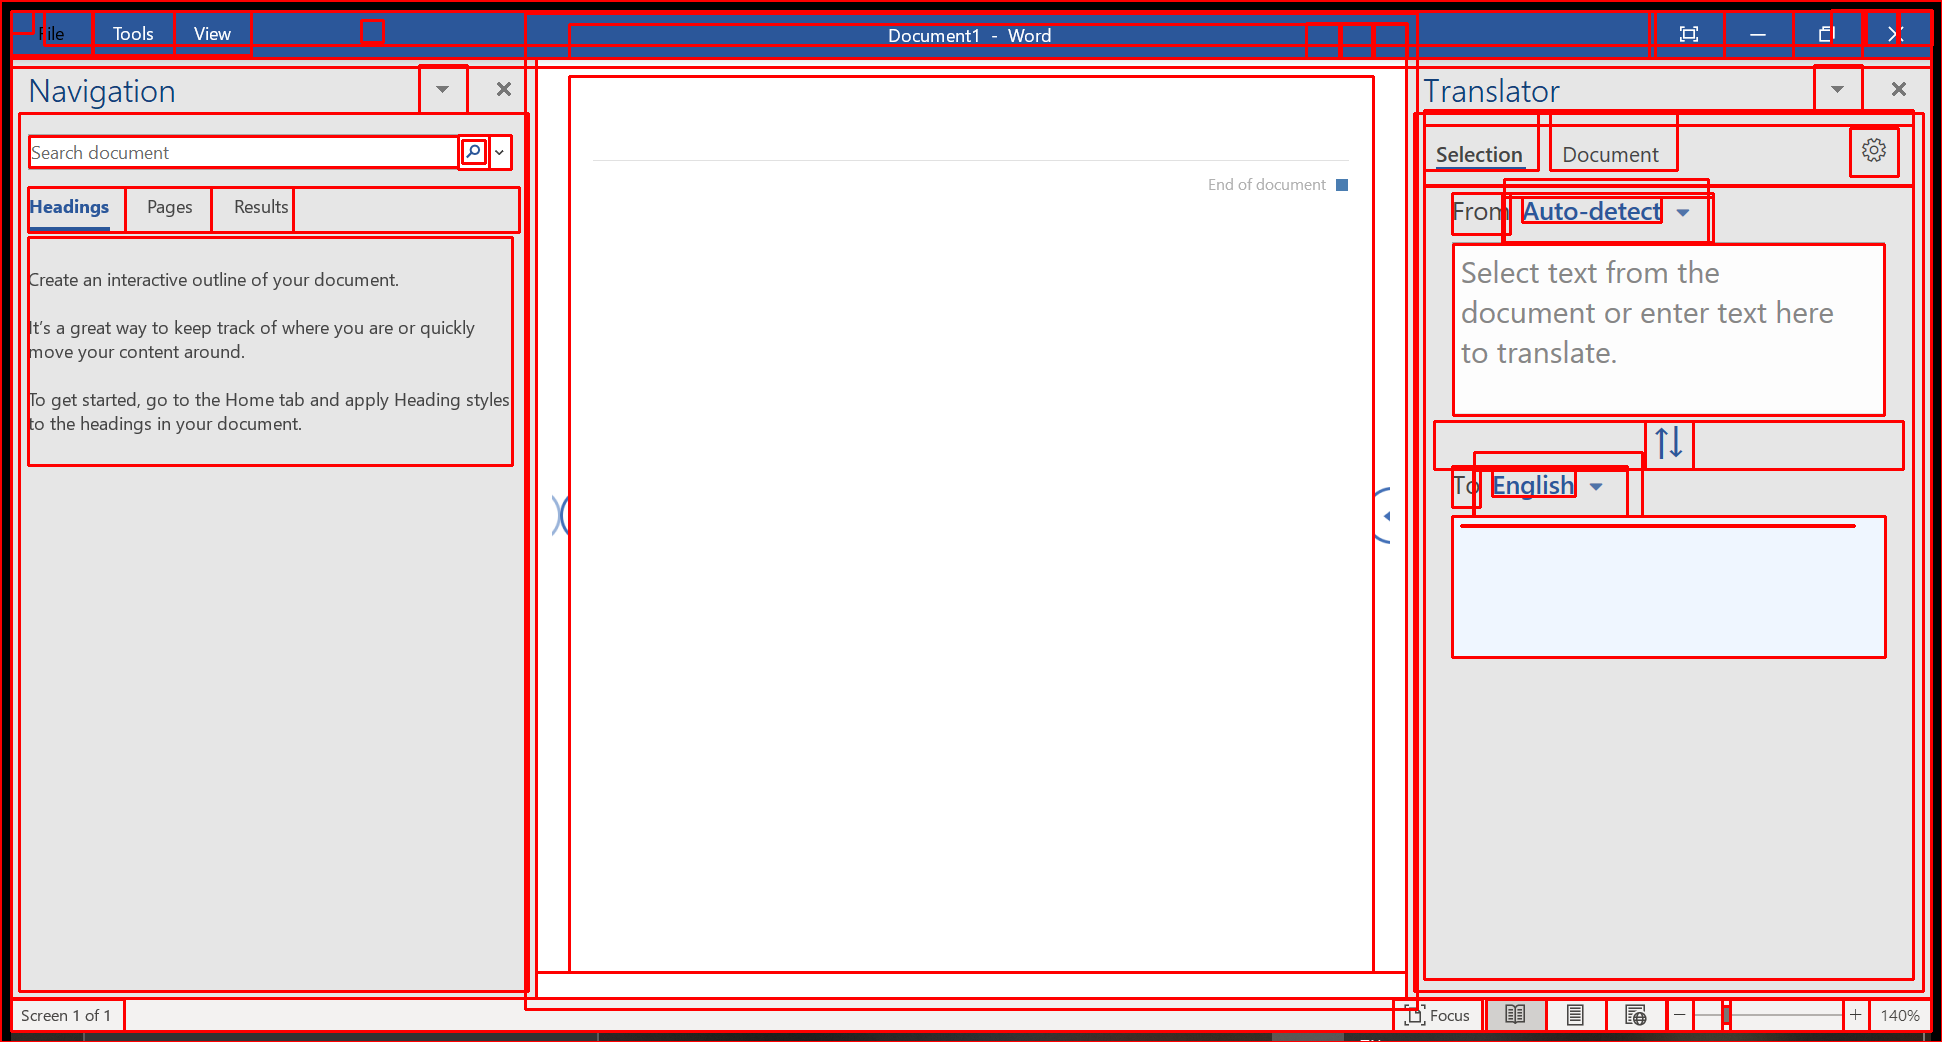 File Tools View
Document1 - Word
Navigation
Search document
Headings Pages Results
Create an interactive outline of your document.
It's a great way to keep track of where you are or quickly
move your content around.
To get started, go to the Home tab and apply Heading styles
to the headings in your document.
End of document
Translator
Selection Document
From Auto-detect
Select text from the
document or enter text here
to translate.
To English
Screen 1 of 1
Focus
140%